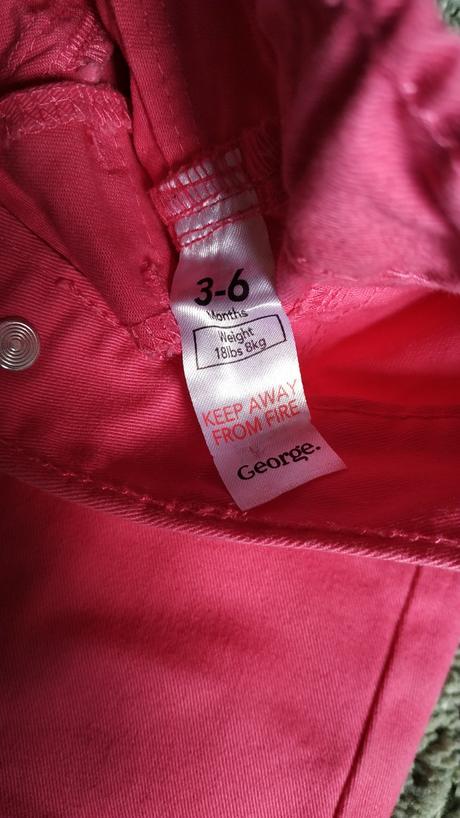 3-6
Months
Weight
18lbs 8kg
KEEP AWAY
FROM FIRE
George.